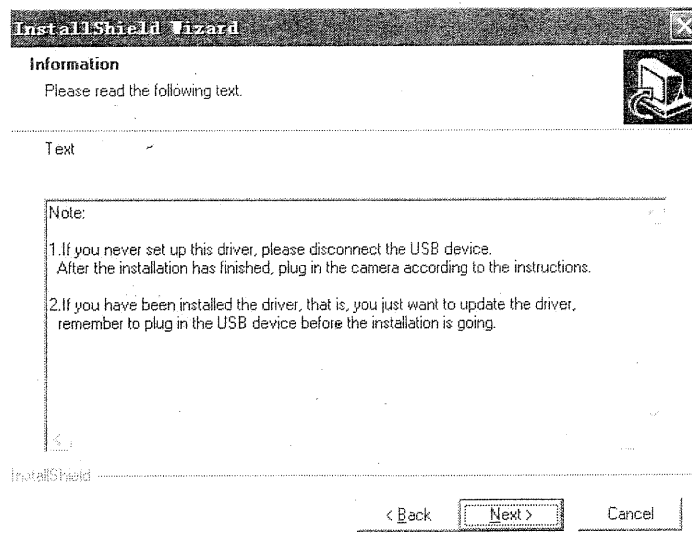 InstallShield Wizard
Information
Please read the following text.
Text
Note:
1.If you never set up this driver, please disconnect the USB device.
After the installation has finished, plug in the camera according to the instructions.
2.If you have been installed the driver, that is, you just want to update the driver,
remember to plug in the USB device before the installation is going.
InstallShield
< Back
Next >
Cancel